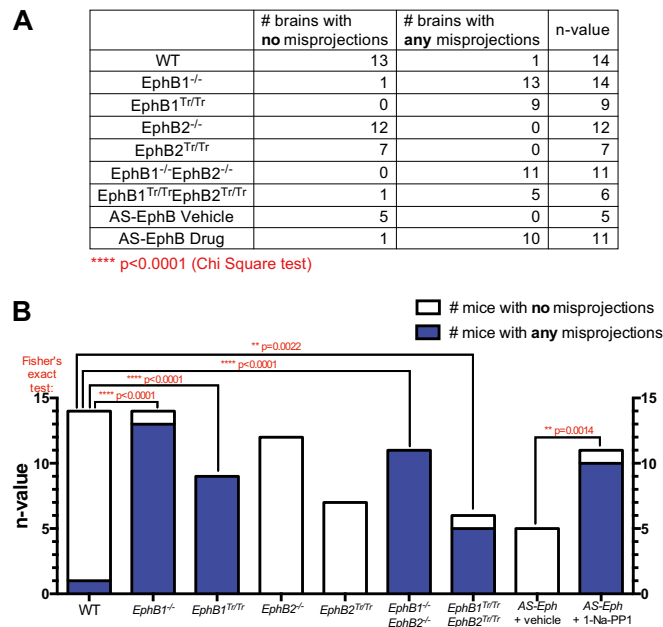 A
# brains with no misprojections | # brains with any misprojections | n-value
WT 13 1 14
EphB1-/- 1 13 14
EphB1Tr/Tr 0 9 9
EphB2-/- 12 0 12
EphB2Tr/Tr 7 0 7
EphB1-/-EphB2-/- 0 11 11
EphB1Tr/TrEphB2Tr/Tr 1 5 6
AS-EphB Vehicle 5 0 5
AS-EphB Drug 1 10 11
**** p<0.0001 (Chi Square test)
B
# mice with no misprojections
# mice with any misprojections
Fisher's
exact
test:
** p=0.0022
**** p<0.0001
**** p<0.0001
**** p<0.0001
** p=0.0014
n-value
15
10
5
0
15
10
5
0
WT
EphB1-/-
EphB1Tr/Tr
EphB2-/-
EphB2Tr/Tr
EphB1-/-
EphB2-/-
EphB1Tr/Tr
EphB2Tr/Tr
AS-Eph
+ vehicle
AS-Eph
+ 1-Na-PP1